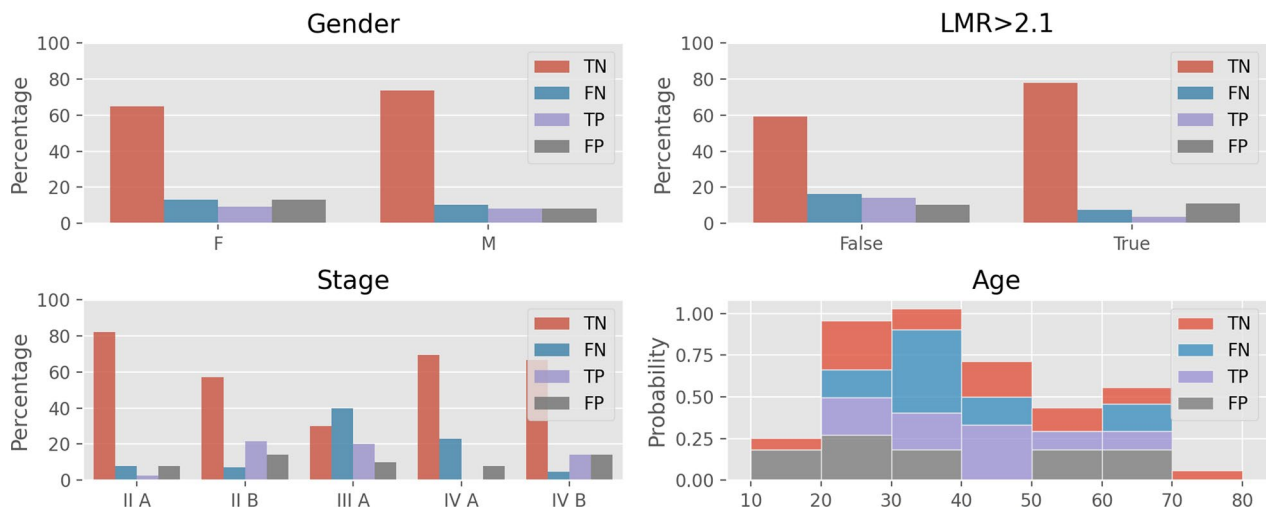 Gender
Percentage
100
80
60
40
20
0
F
M
TN
FN
TP
FP
LMR>2.1
Percentage
100
80
60
40
20
0
False
True
TN
FN
TP
FP
Stage
Percentage
100
80
60
40
20
0
II A
II B
III A
IV A
IV B
TN
FN
TP
FP
Age
Probability
1.00
0.75
0.50
0.25
0.00
10
20
30
40
50
60
70
80
TN
FN
TP
FP